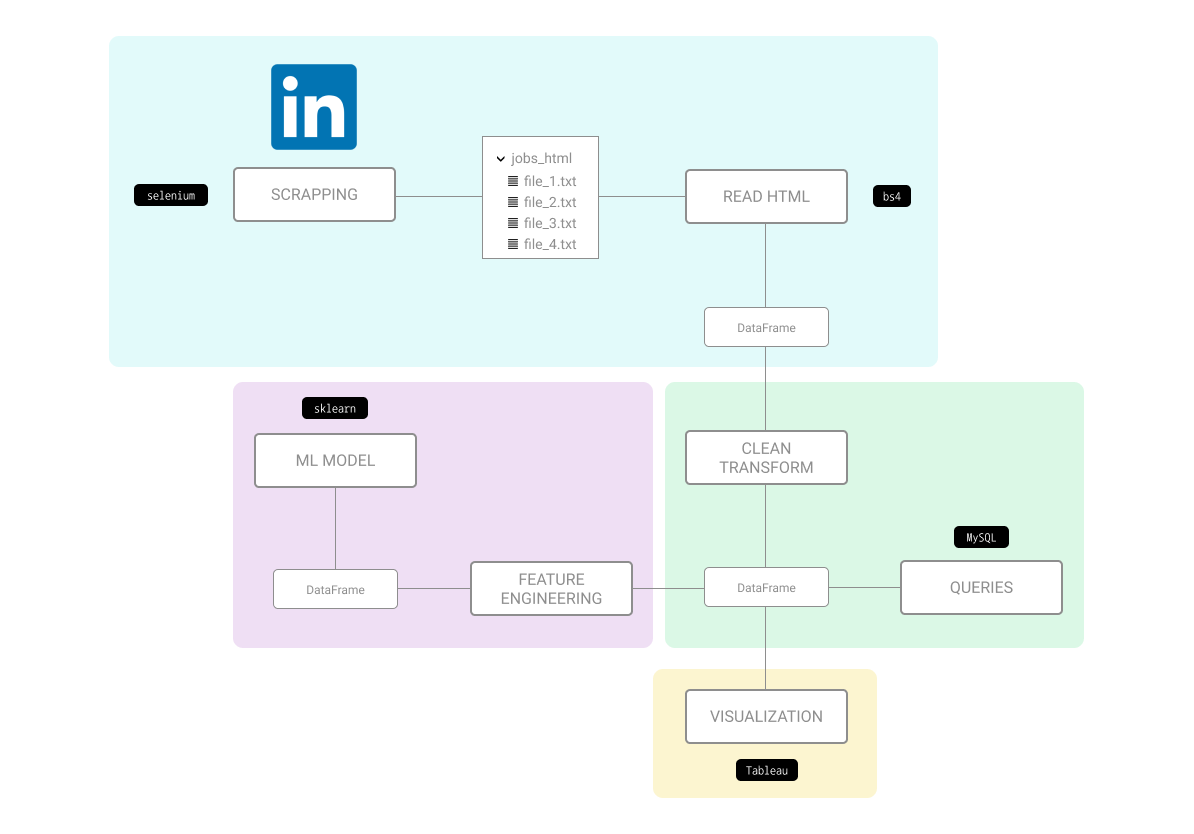 in
selenium
SCRAPPING
jobs_html
file_1.txt
file_2.txt
file_3.txt
file_4.txt
READ HTML
bs4
DataFrame
sklearn
ML MODEL
DataFrame
FEATURE
ENGINEERING
CLEAN
TRANSFORM
DataFrame
MySQL
QUERIES
VISUALIZATION
Tableau